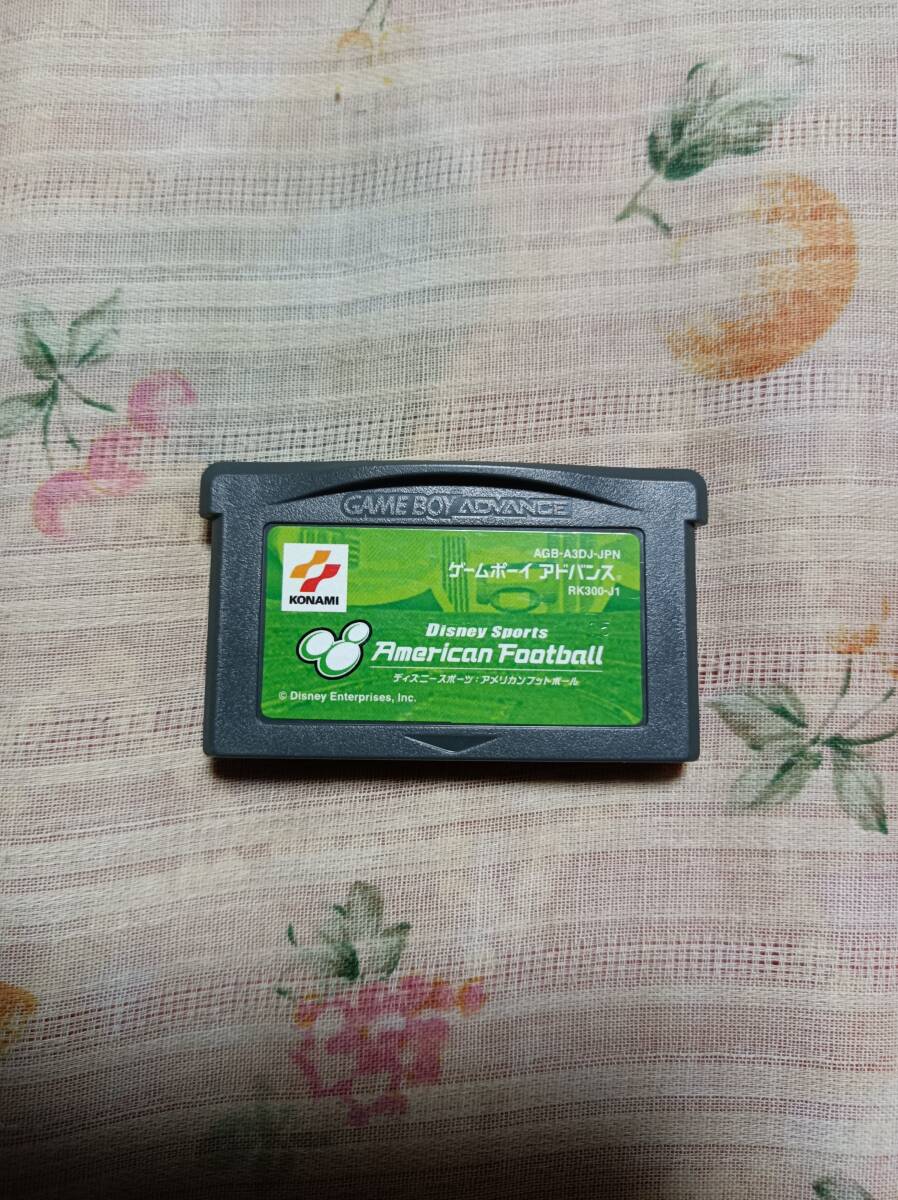 GAME BOY ADVANCE
KONAMI
AGB-A3DJ-JPN
ゲームボーイ アドバンス
RK300-J1
Disney Sports
American Football
ディズニースポーツ:アメリカンフットボール
© Disney Enterprises, Inc.